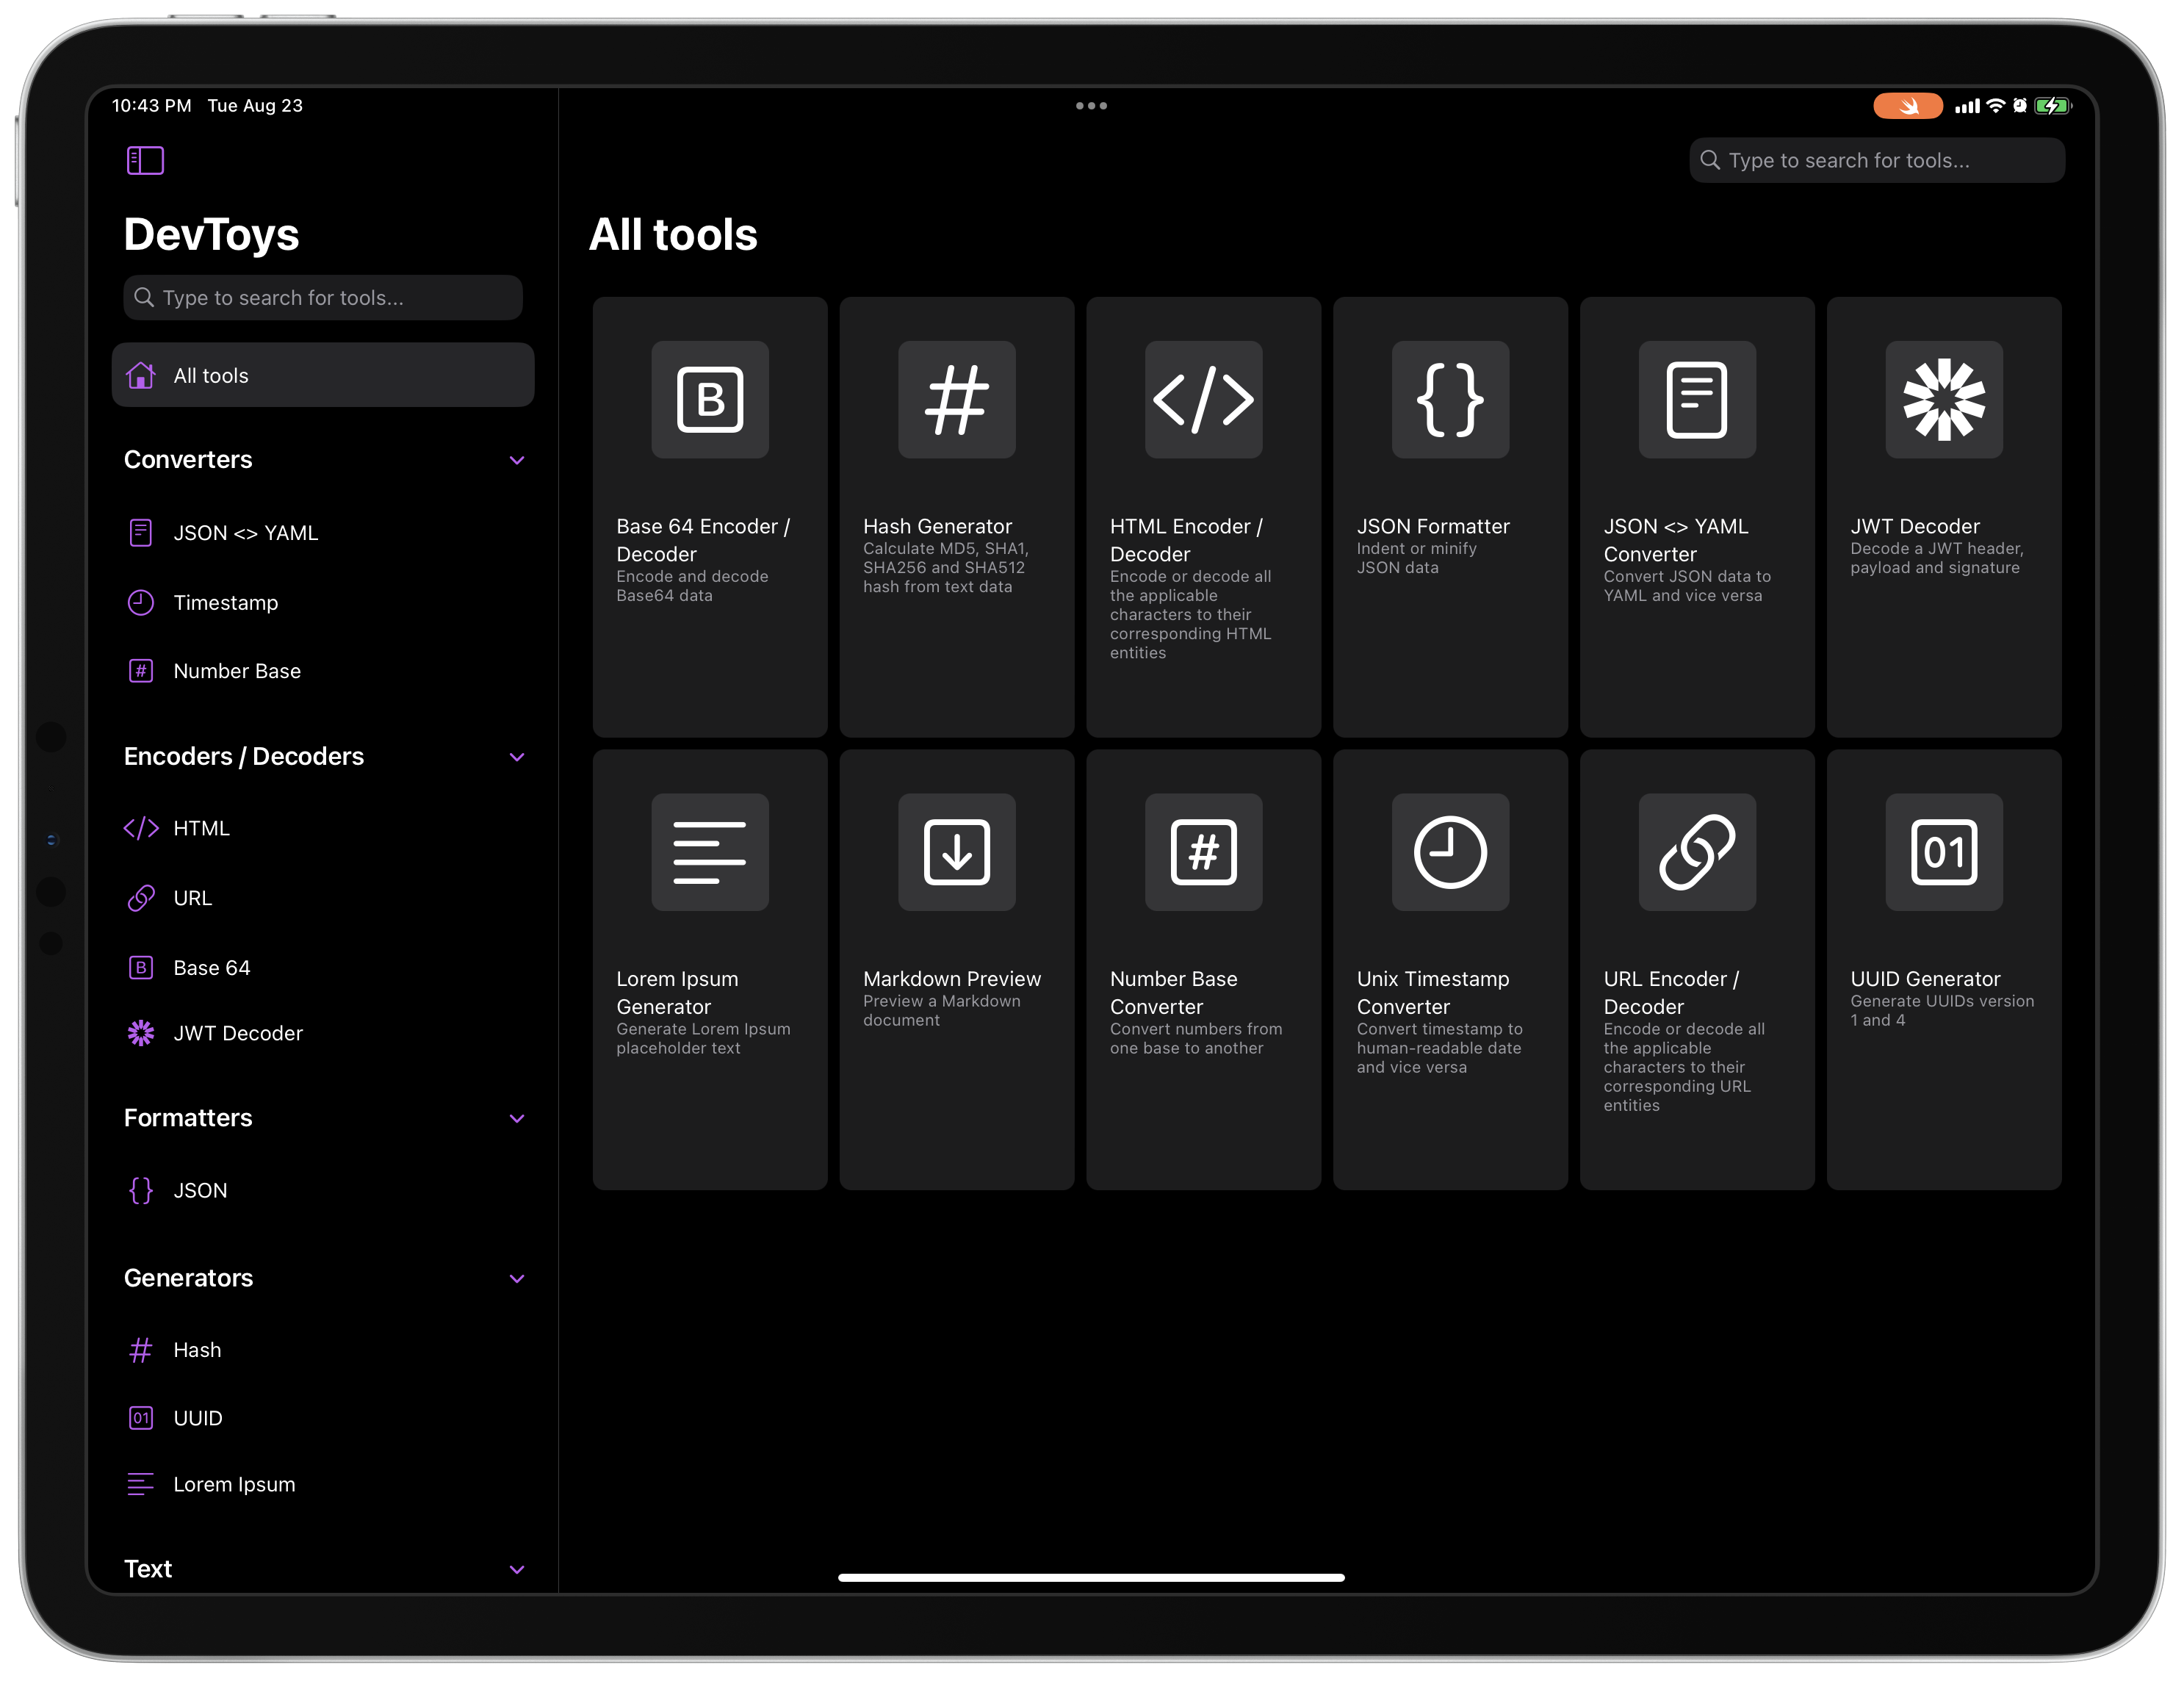 10:43 PM Tue Aug 23
DevToys
Type to search for tools...
All tools
Converters
JSON <> YAML
Timestamp
# Number Base
Encoders / Decoders
</> HTML
URL
B Base 64
JWT Decoder
Formatters
{} JSON
Generators
# Hash
01 UUID
Lorem Ipsum
Text
Type to search for tools...
All tools
B
Base 64 Encoder /
Decoder
Encode and decode
Base64 data
#
Hash Generator
Calculate MD5, SHA1,
SHA256 and SHA512
hash from text data
</>
HTML Encoder /
Decoder
Encode or decode all
the applicable
characters to their
corresponding HTML
entities
{}
JSON Formatter
Indent or minify
JSON data
JSON <> YAML
Converter
Convert JSON data to
YAML and vice versa
JWT Decoder
Decode a JWT header,
payload and signature
Lorem Ipsum
Generator
Generate Lorem Ipsum
placeholder text
Markdown Preview
Preview a Markdown
document
#
Number Base
Converter
Convert numbers from
one base to another
Unix Timestamp
Converter
Convert timestamp to
human-readable date
and vice versa
URL Encoder /
Decoder
Encode or decode all
the applicable
characters to their
corresponding URL
entities
01
UUID Generator
Generate UUIDs version
1 and 4